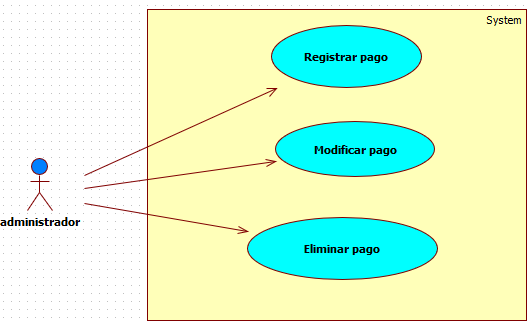 System
Registrar pago
Modificar pago
administrador
Eliminar pago